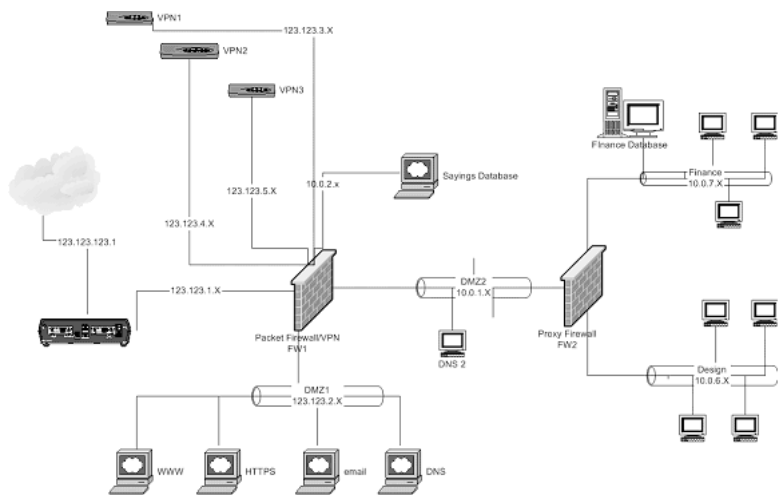 VPN1
123.123.3.X
VPN2
VPN3
FInance Database
Sayings Database
Finance
10.0.7.X
10.0.2.x
123.123.5.X
123.123.4.X
123.123.123.1
123.123.1.X
DMZ2
10.0.1.X
Packet Firewall/VPN
FW1
Proxy Firewall
FW2
DNS 2
Design
10.0.6.X
DMZ1
123.123.2.X
WWW
HTTPS
email
DNS